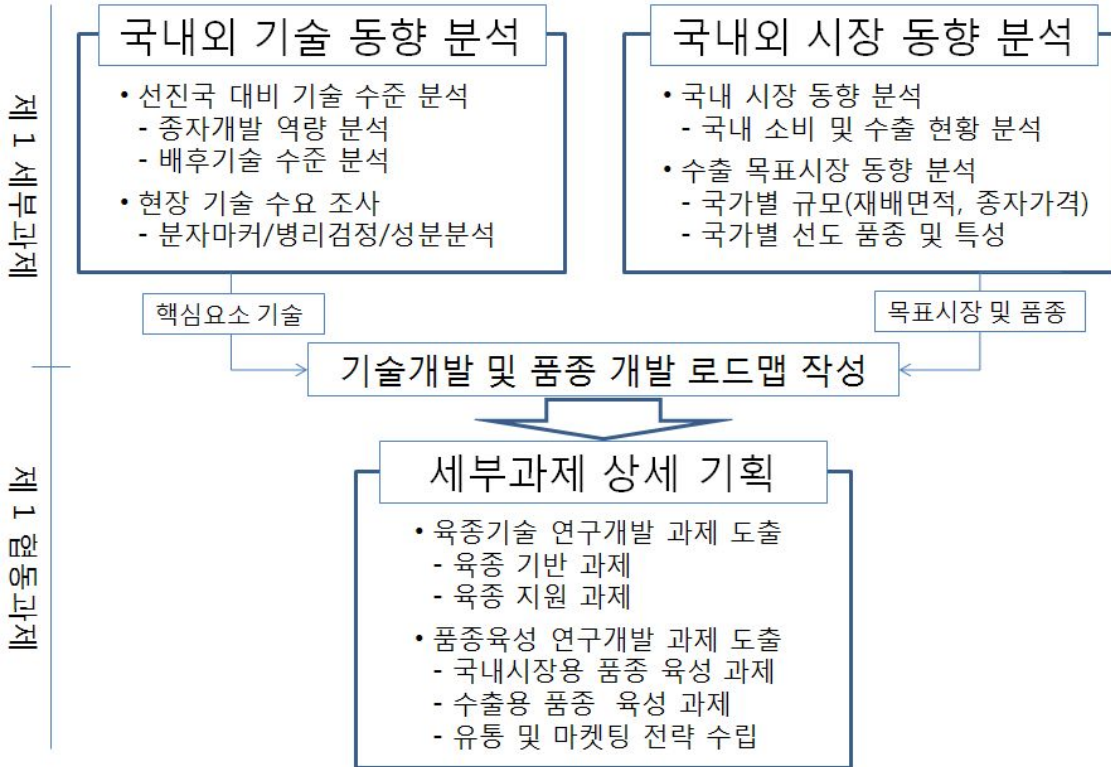 국내외 기술 동향 분석
• 선진국 대비 기술 수준 분석
- 종자개발 역량 분석
- 배후기술 수준 분석
• 현장 기술 수요 조사
- 분자마커/병리검정/성분분석
국내외 시장 동향 분석
• 국내 시장 동향 분석
- 국내 소비 및 수출 현황 분석
• 수출 목표시장 동향 분석
- 국가별 규모(재배면적, 종자가격)
- 국가별 선도 품종 및 특성
제 1 세부과제
핵심요소 기술
목표시장 및 품종
기술개발 및 품종 개발 로드맵 작성
제 1 협동과제
세부과제 상세 기획
• 육종기술 연구개발 과제 도출
- 육종 기반 과제
- 육종 지원 과제
• 품종육성 연구개발 과제 도출
- 국내시장용 품종 육성 과제
- 수출용 품종 육성 과제
- 유통 및 마켓팅 전략 수립